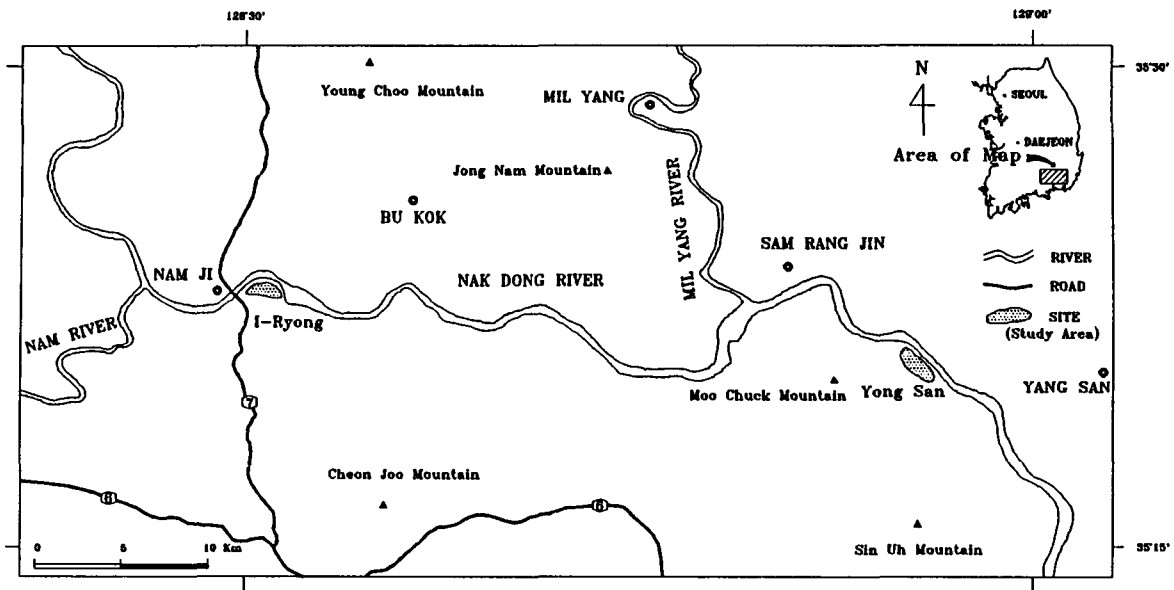 128°30'
129°00'
35°30'
Young Choo Mountain
MIL YANG
N
SEOUL
DAEJEON
Area of Map
Jong Nam Mountain
BU KOK
MIL YANG RIVER
SAM RANG JIN
NAM JI
NAK DONG RIVER
RIVER
ROAD
SITE
(Study Area)
I-Ryong
NAM RIVER
Moo Chuck Mountain
Yong San
YANG SAN
7
Cheon Joo Mountain
6
6
Sin Uh Mountain
0 5 10 Km
35°15'